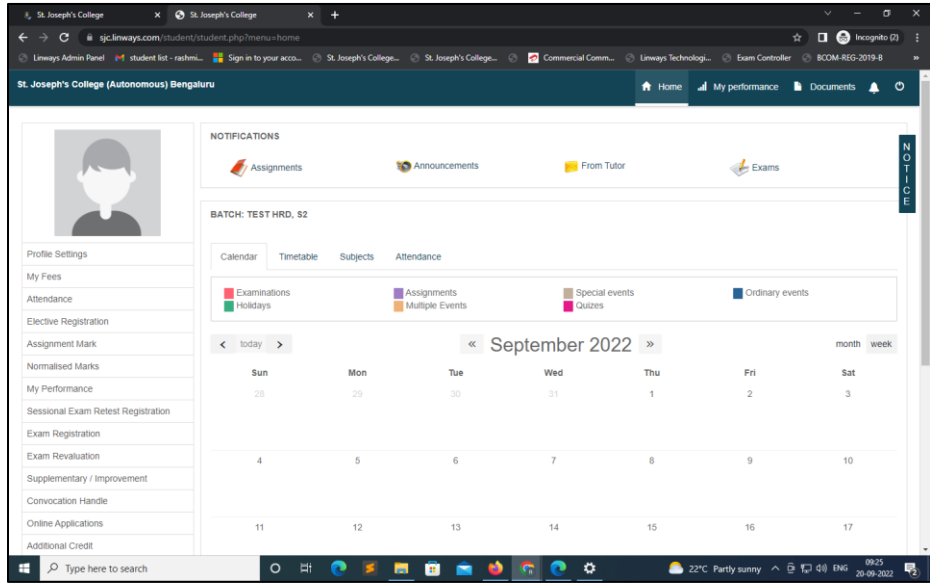 St. Joseph's College
St. Joseph's College
sjc.linways.com/student/student.php?menu=home
Incognito (2)
Linways Admin Panel
student list - rashmi...
Sign in to your acco...
St. Joseph's College...
St. Joseph's College...
Commercial Comm...
Linways Technologi...
Exam Controller
BCOM-REG-2019-B
»
St. Joseph's College (Autonomous) Bengaluru
Home
My performance
Documents
NOTICE
Profile Settings
My Fees
Attendance
Elective Registration
Assignment Mark
Normalised Marks
My Performance
Sessional Exam Retest Registration
Exam Registration
Exam Revaluation
Supplementary / Improvement
Convocation Handle
Online Applications
Additional Credit
NOTIFICATIONS
Assignments
Announcements
From Tutor
Exams
BATCH: TEST HRD, S2
Calendar Timetable Subjects Attendance
Examinations Assignments Special events Ordinary events
Holidays Multiple Events Quizes
< today > « September 2022 » month week
Sun Mon Tue Wed Thu Fri Sat
28 29 30 31 1 2 3
4 5 6 7 8 9 10
11 12 13 14 15 16 17
Type here to search
22°C Partly sunny
ENG
09:25
20-09-2022
2